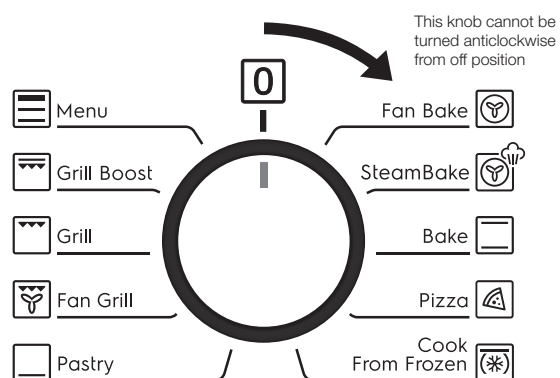 This knob cannot be
turned anticlockwise
from off position
0
Menu
Fan Bake
Grill Boost
SteamBake
Grill
Bake
Fan Grill
Pizza
Pastry
Cook
From Frozen